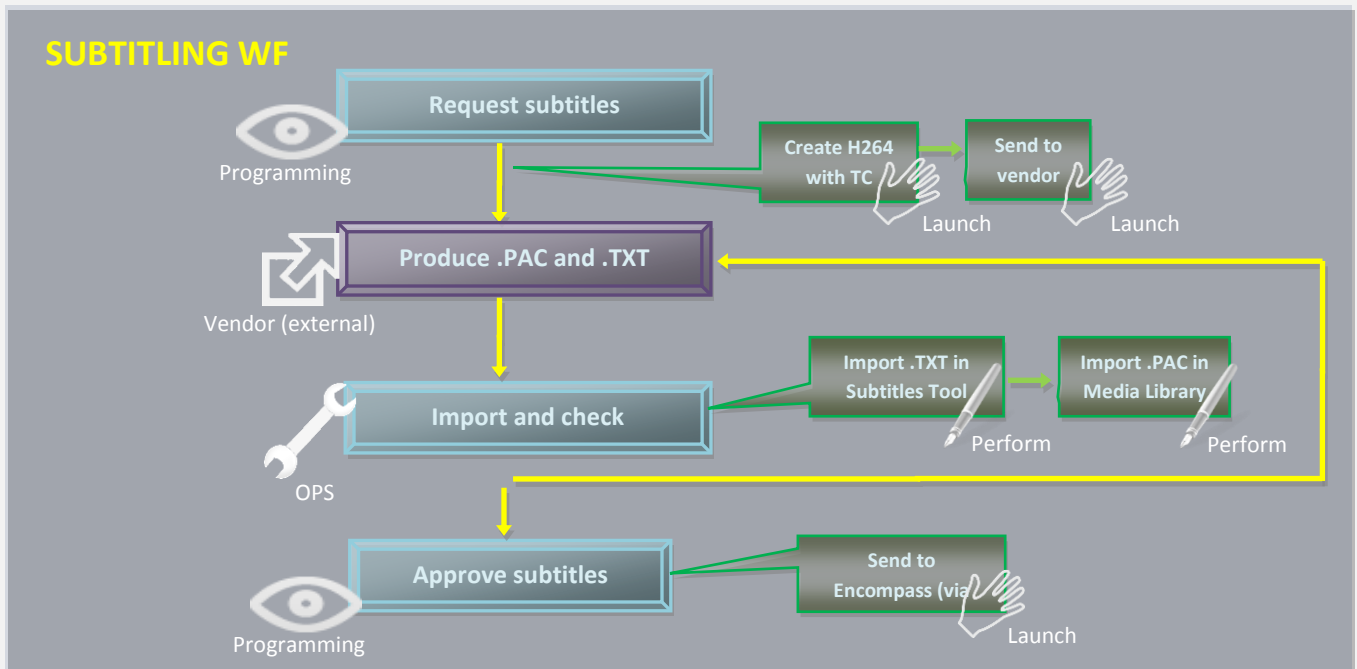 SUBTITLING WF
Request subtitles
Programming
Create H264
with TC
Launch
Send to
vendor
Launch
Produce .PAC and .TXT
Vendor (external)
Import and check
OPS
Import .TXT in
Subtitles Tool
Perform
Import .PAC in
Media Library
Perform
Approve subtitles
Programming
Send to
Encompass (via
Launch